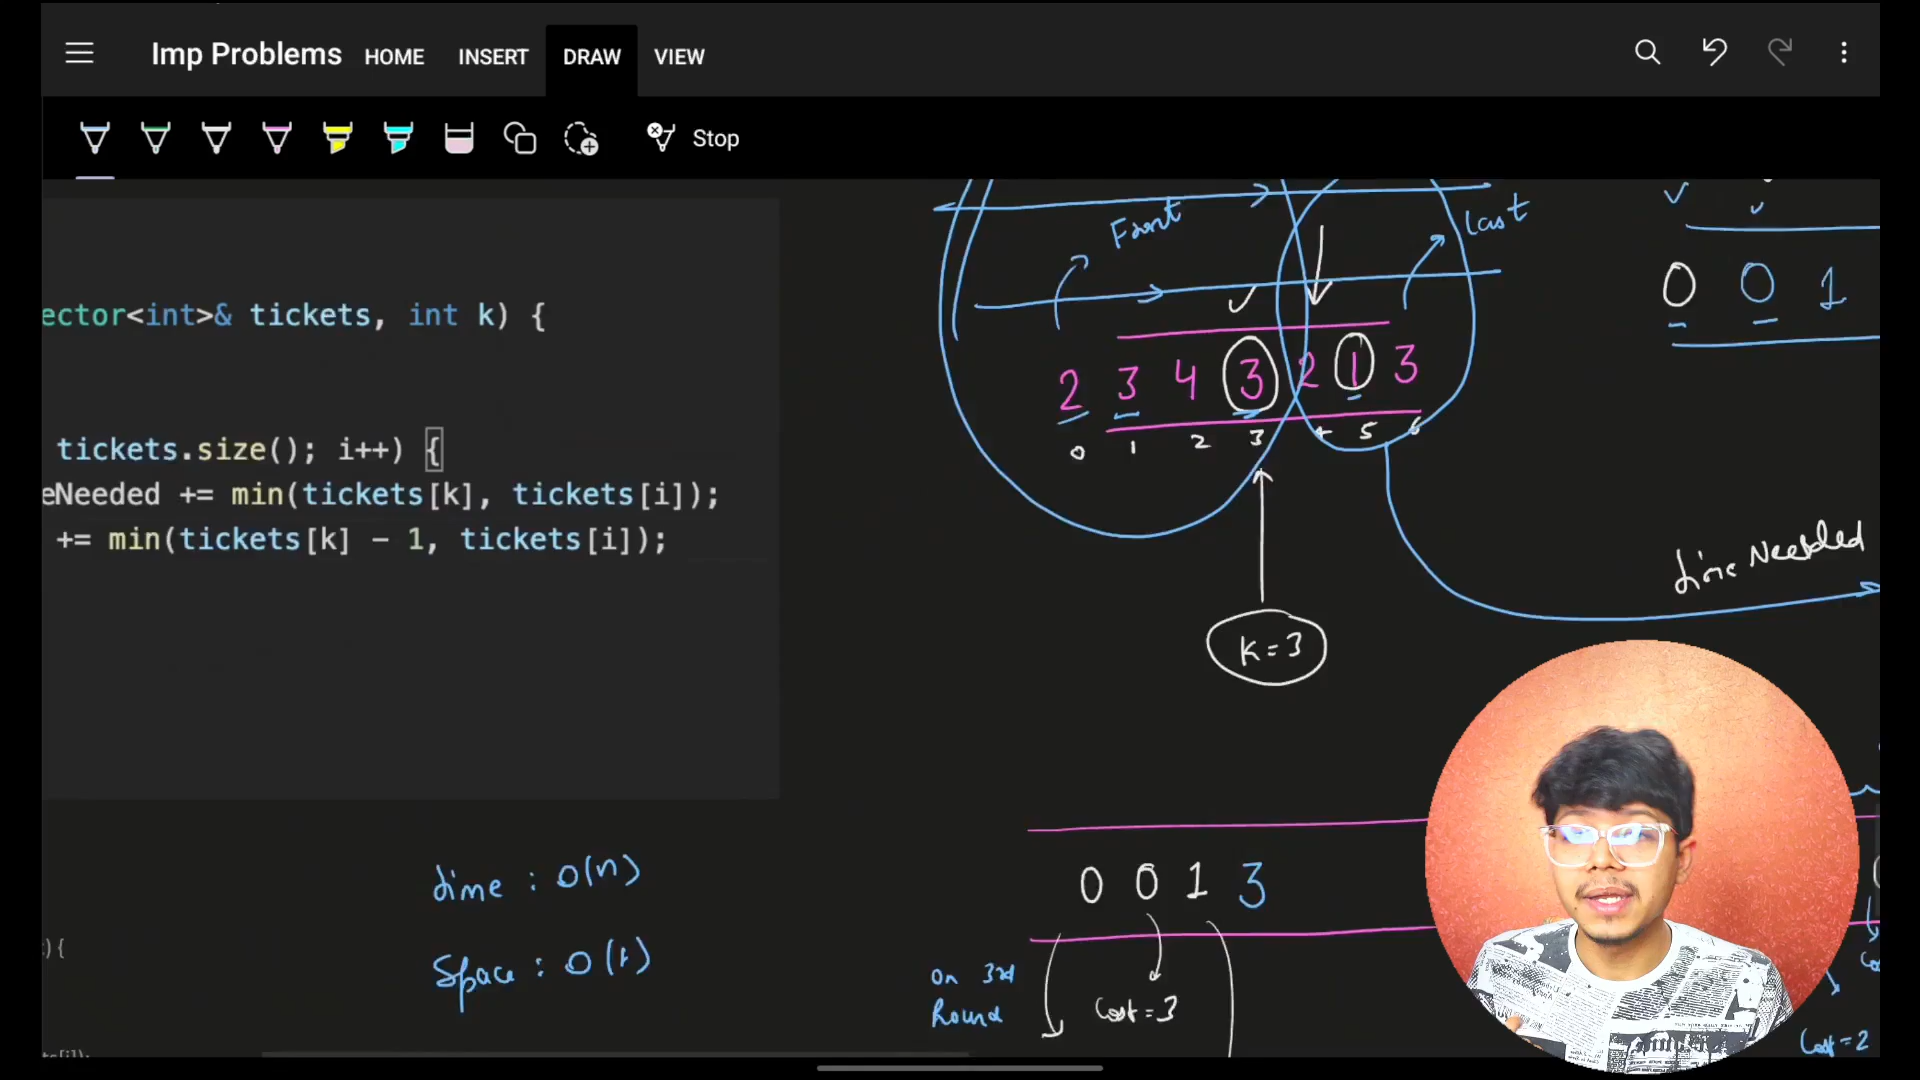 Imp Problems HOME INSERT DRAW VIEW
Stop
ector<int>& tickets, int k) {
tickets.size(); i++) {
eNeeded += min(tickets[k], tickets[i]);
+= min(tickets[k] - 1, tickets[i]);
time : O(n)
Space : O(1)
:){
ts[i]);
Front
Last
2 3 4 3 2 1 3
0 1 2 3 4 5 6
K=3
0 0 1
time Needed
0 0 1 3
on 3rd
Round
Cost=3
Cost=2